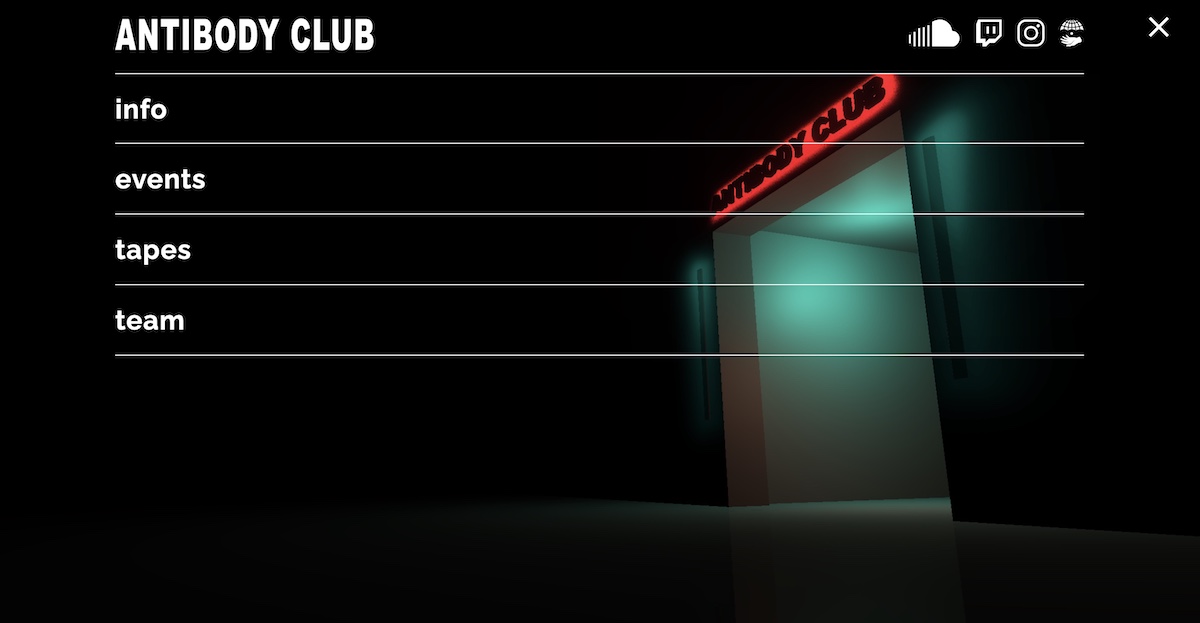 ANTIBODY CLUB
info
ANTIBODY CLUB
events
tapes
team